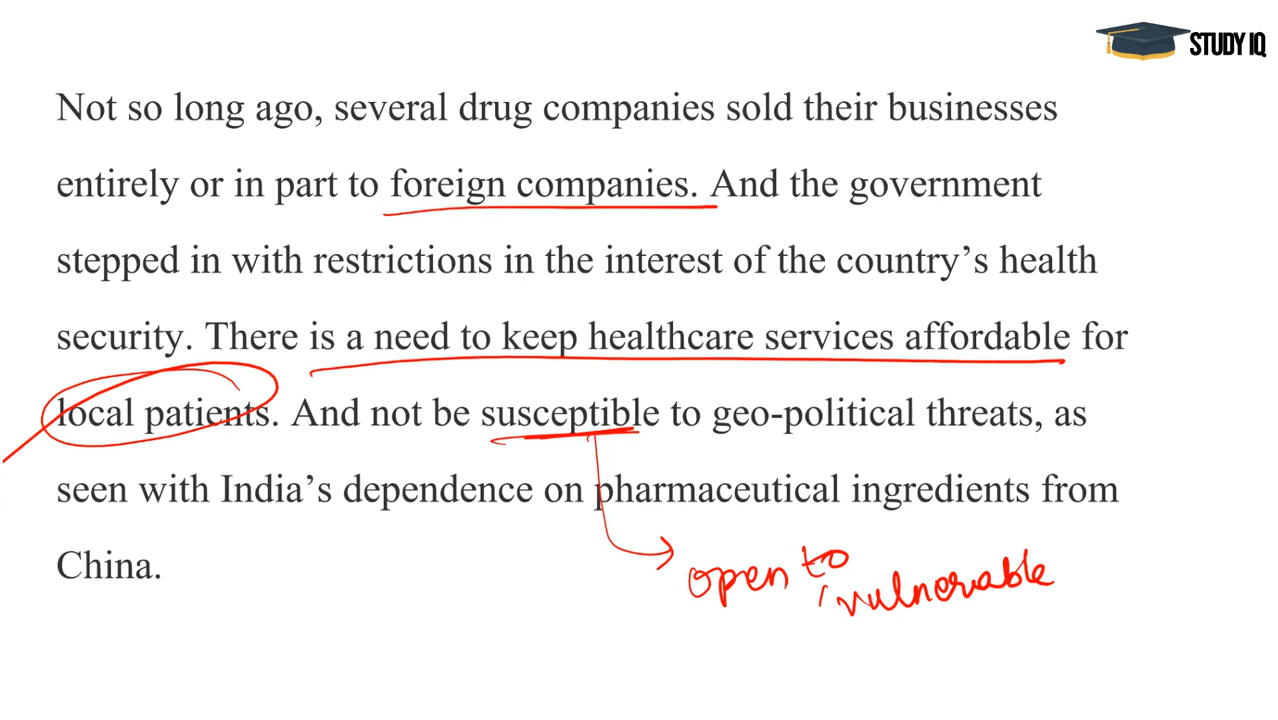 STUDY IQ
Not so long ago, several drug companies sold their businesses
entirely or in part to foreign companies. And the government
stepped in with restrictions in the interest of the country’s health
security. There is a need to keep healthcare services affordable for
local patients. And not be susceptible to geo-political threats, as
seen with India’s dependence on pharmaceutical ingredients from
China.
open to
vulnerable